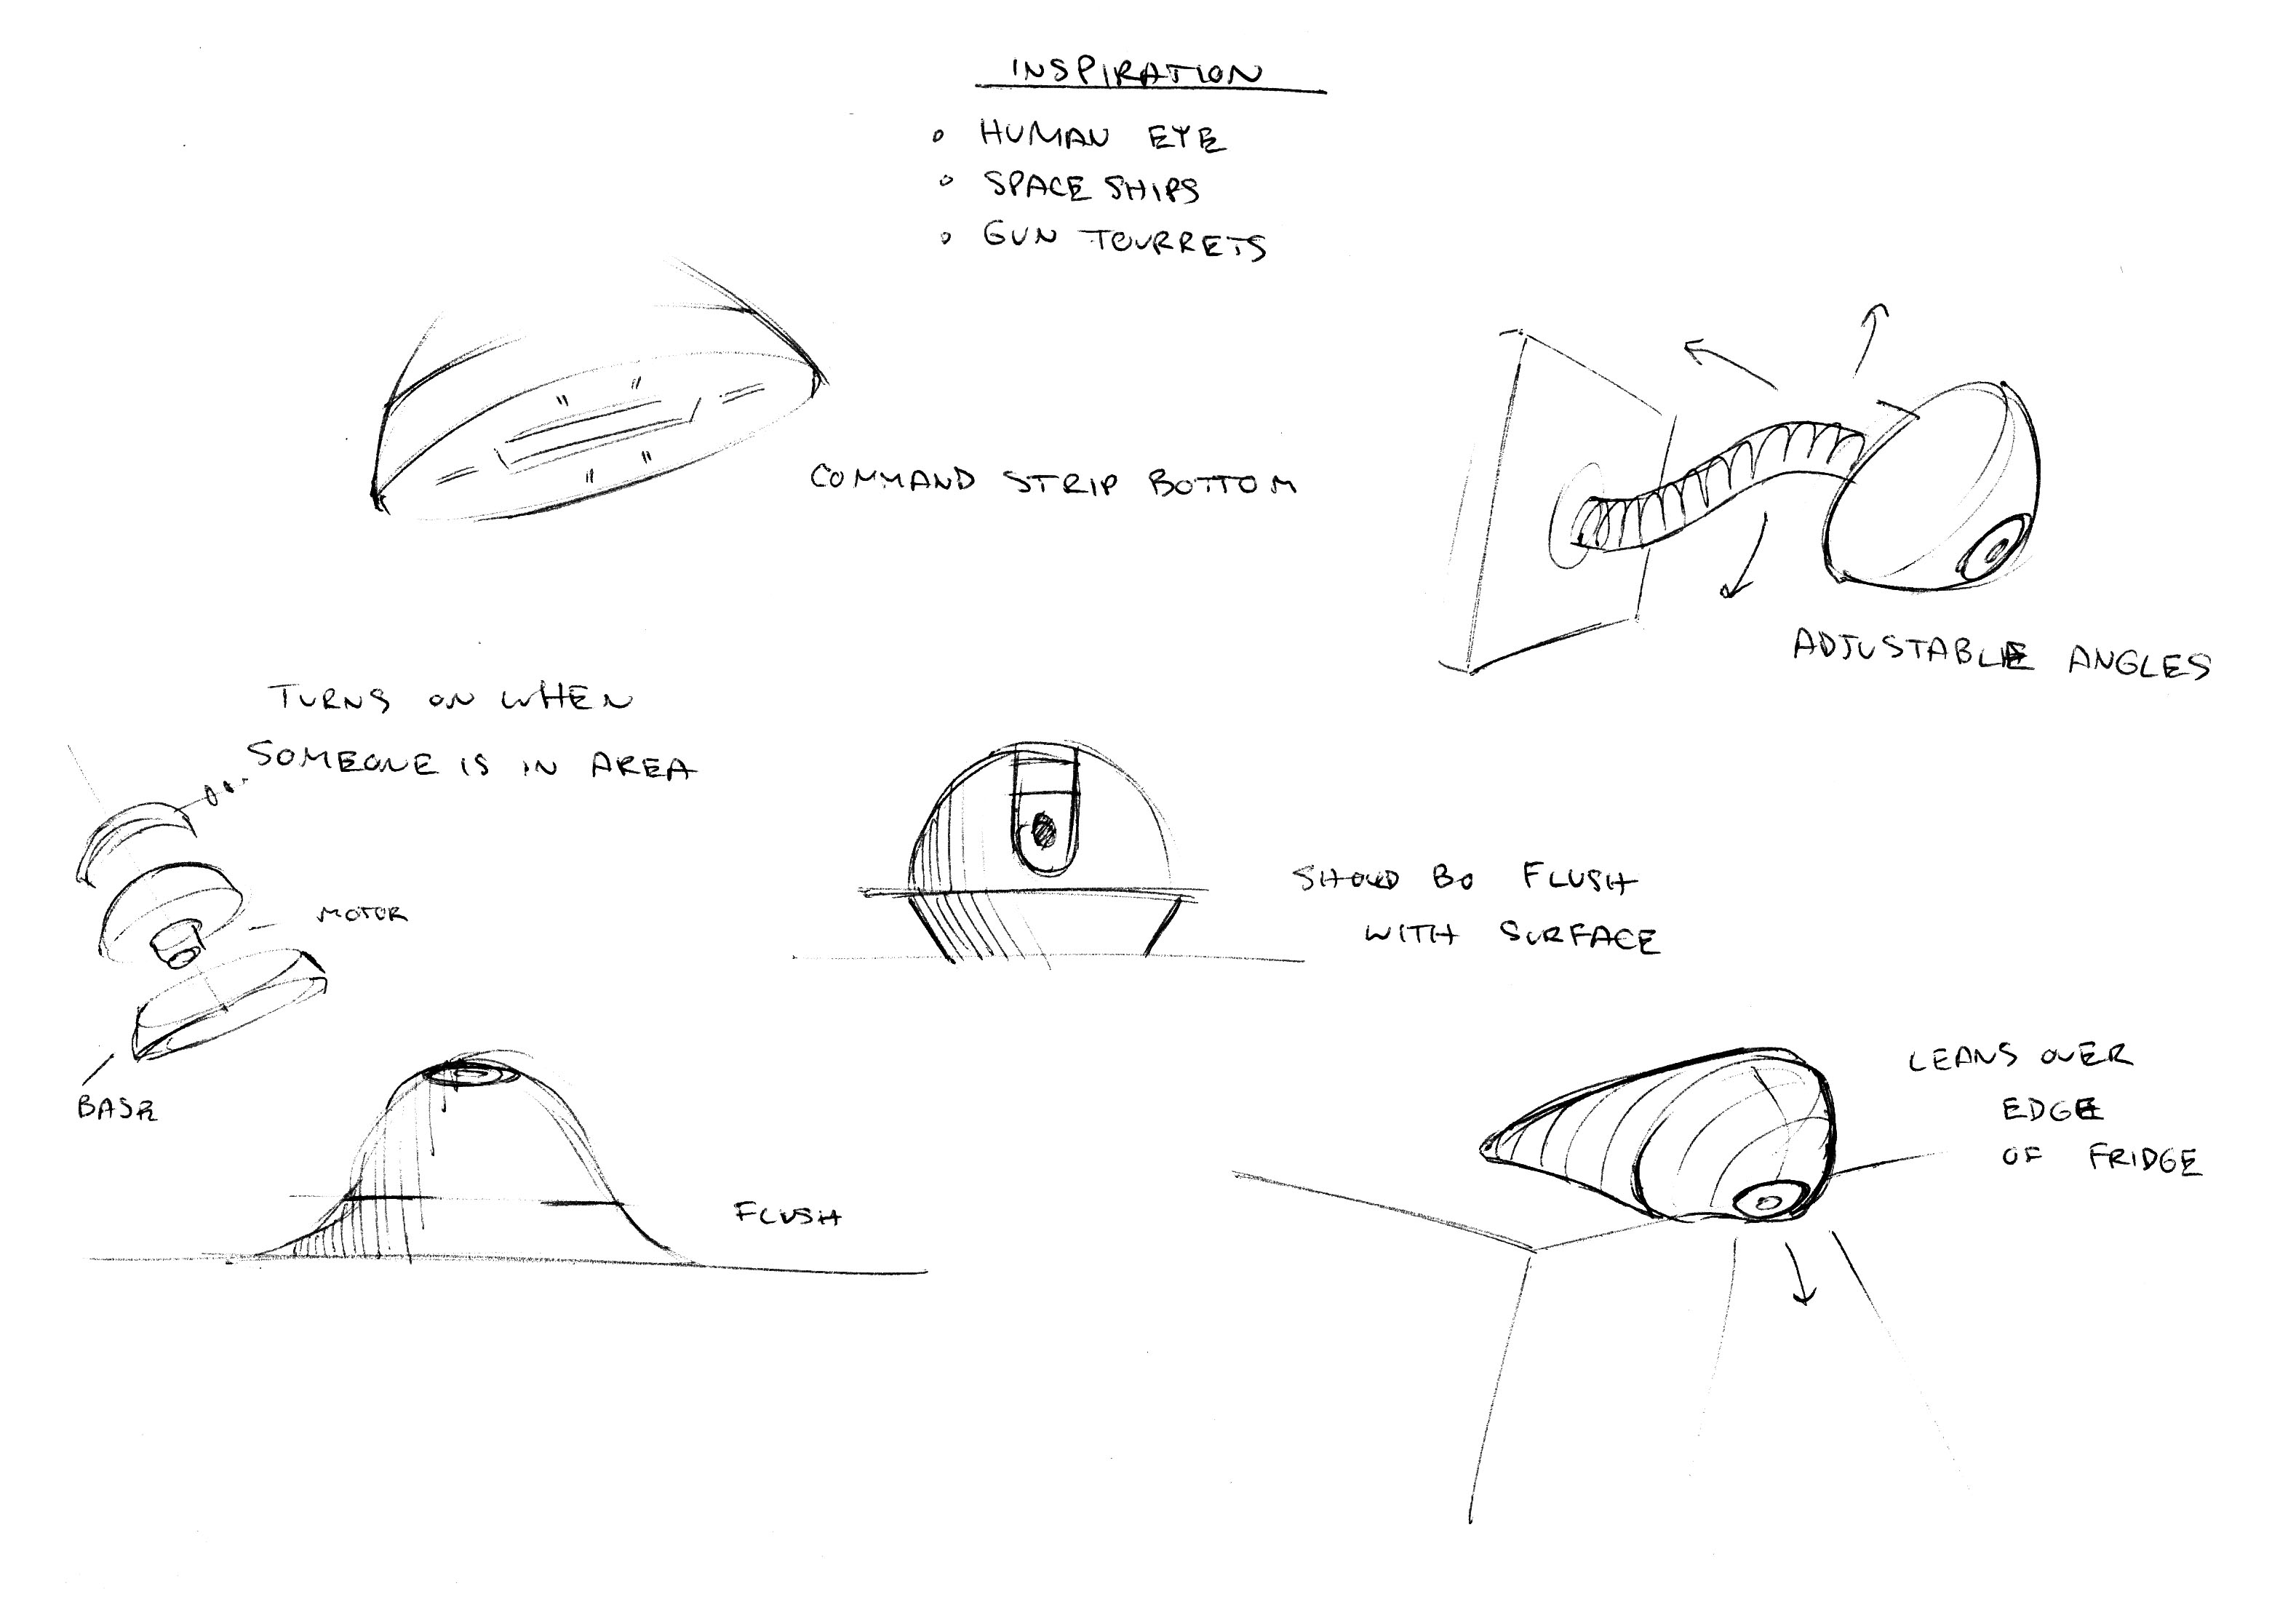 INSPIRATION
HUMAN EYE
SPACE SHIPS
GUN TOURRETS
COMMAND STRIP BOTTOM
ADJUSTABLE ANGLES
TURNS ON WHEN
SOMEONE IS IN AREA
MOTOR
BASE
SHOULD BE FLUSH
WITH SURFACE
FLUSH
LEANS OVER
EDGE
OF FRIDGE